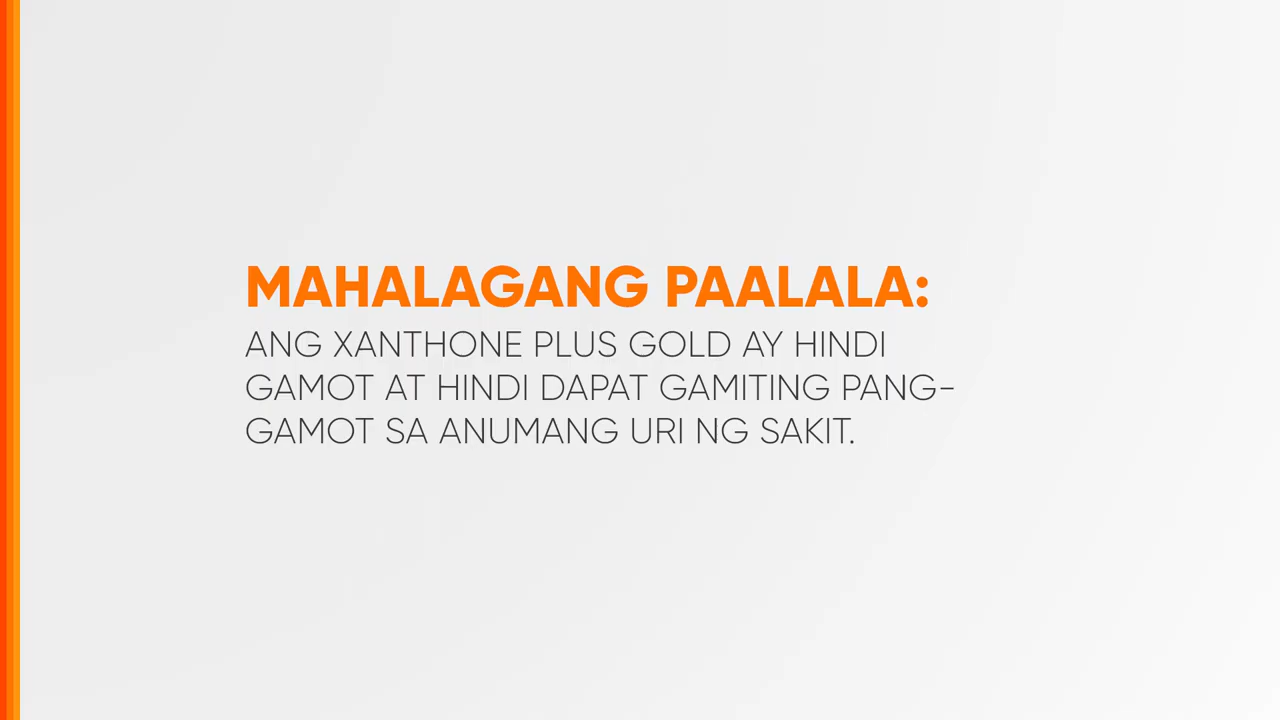 MAHALAGANG PAALALA:
ANG XANTHONE PLUS GOLD AY HINDI
GAMOT AT HINDI DAPAT GAMITING PANG-
GAMOT SA ANUMANG URI NG SAKIT.